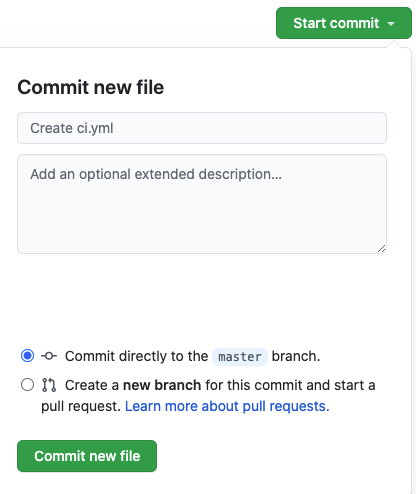 Start commit
Commit new file
Create ci.yml
Add an optional extended description...
Commit directly to the master branch.
Create a new branch for this commit and start a
pull request. Learn more about pull requests.
Commit new file